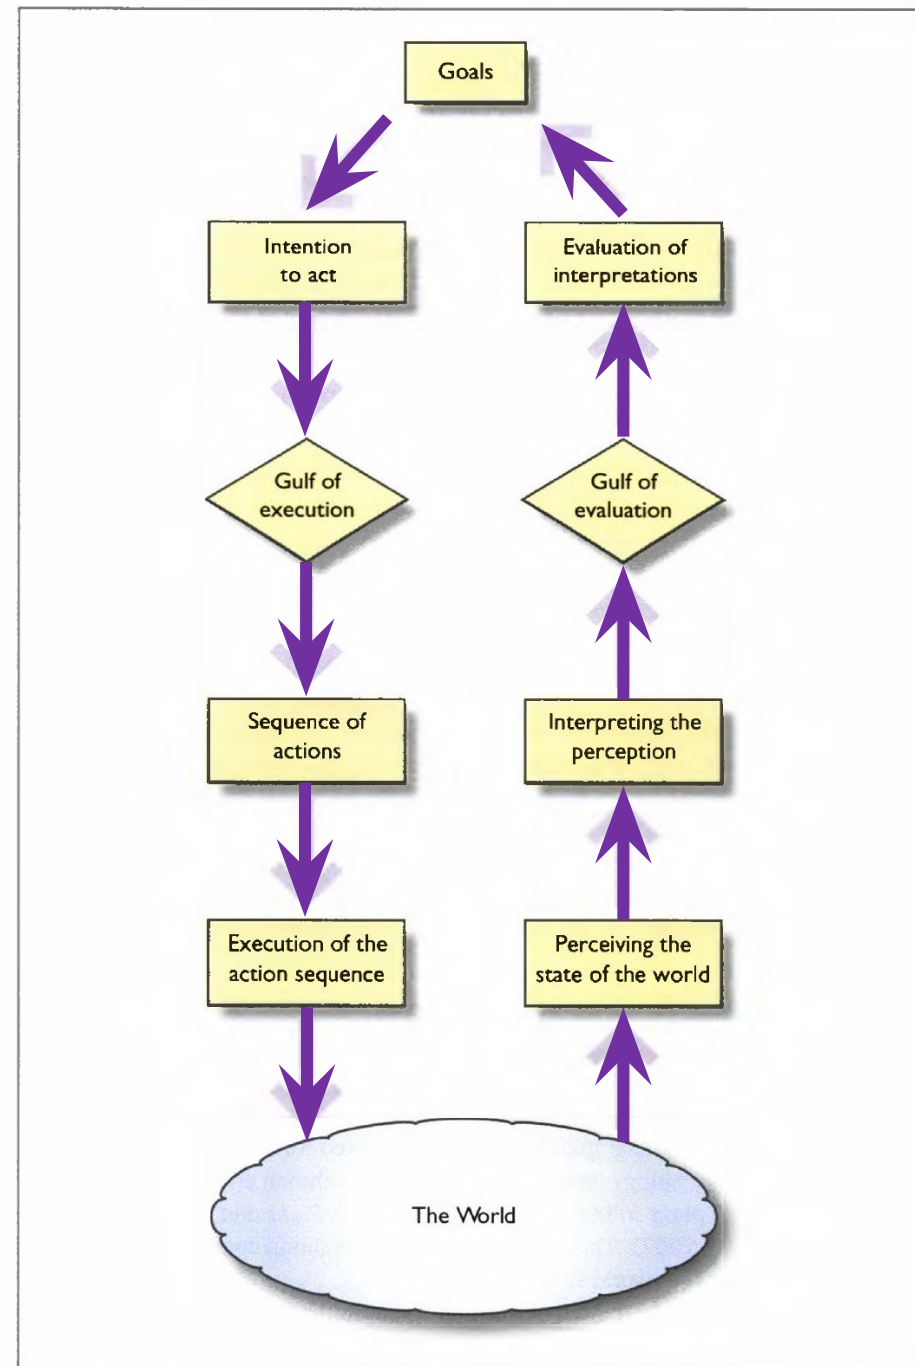 Goals
Intention
to act
Evaluation of
interpretations
Gulf of
execution
Gulf of
evaluation
Sequence of
actions
Interpreting the
perception
Execution of the
action sequence
Perceiving the
state of the world
The World